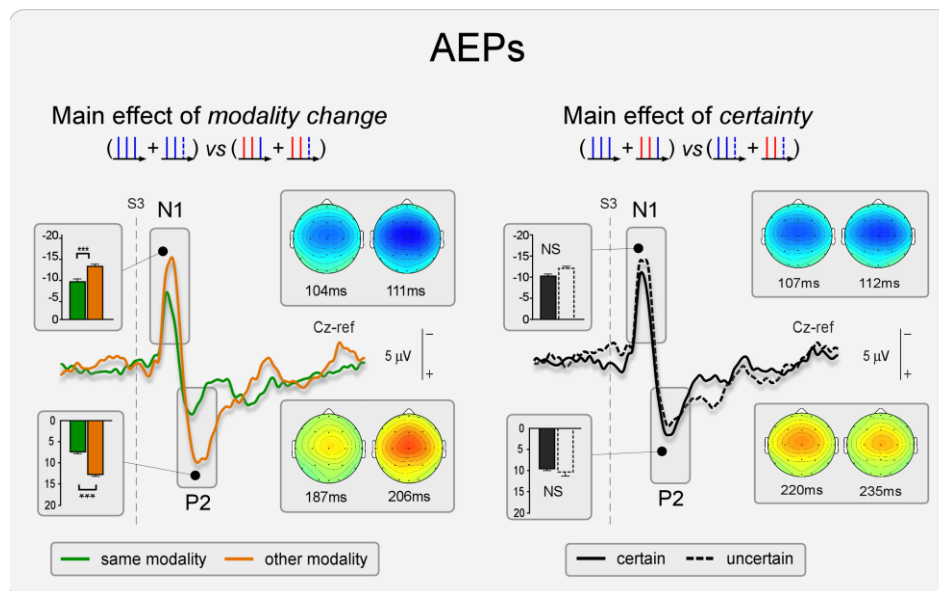 AEPs
Main effect of modality change
( + ) vs ( + )
S3
N1
-20
-15
-10
-5
0
***
104ms
111ms
Cz-ref
5 µV
−
+
0
5
10
15
20
***
P2
187ms
206ms
same modality
other modality
Main effect of certainty
( + ) vs ( + )
S3
N1
-20
-15
-10
-5
0
NS
107ms
112ms
Cz-ref
5 µV
−
+
0
5
10
15
20
NS
P2
220ms
235ms
certain
uncertain